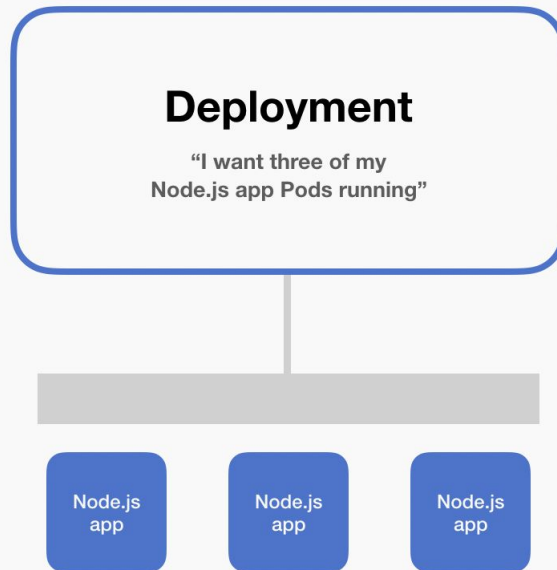 Deployment
“I want three of my
Node.js app Pods running”
Node.js
app
Node.js
app
Node.js
app